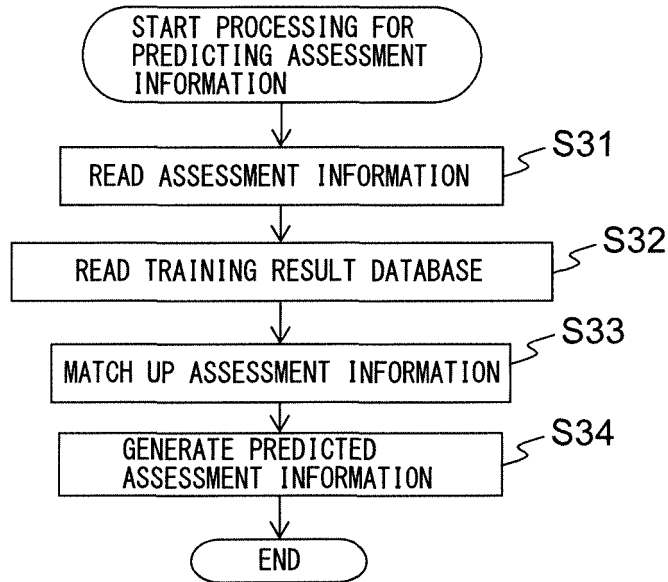 START PROCESSING FOR
PREDICTING ASSESSMENT
INFORMATION
S31
READ ASSESSMENT INFORMATION
S32
READ TRAINING RESULT DATABASE
S33
MATCH UP ASSESSMENT INFORMATION
S34
GENERATE PREDICTED
ASSESSMENT INFORMATION
END